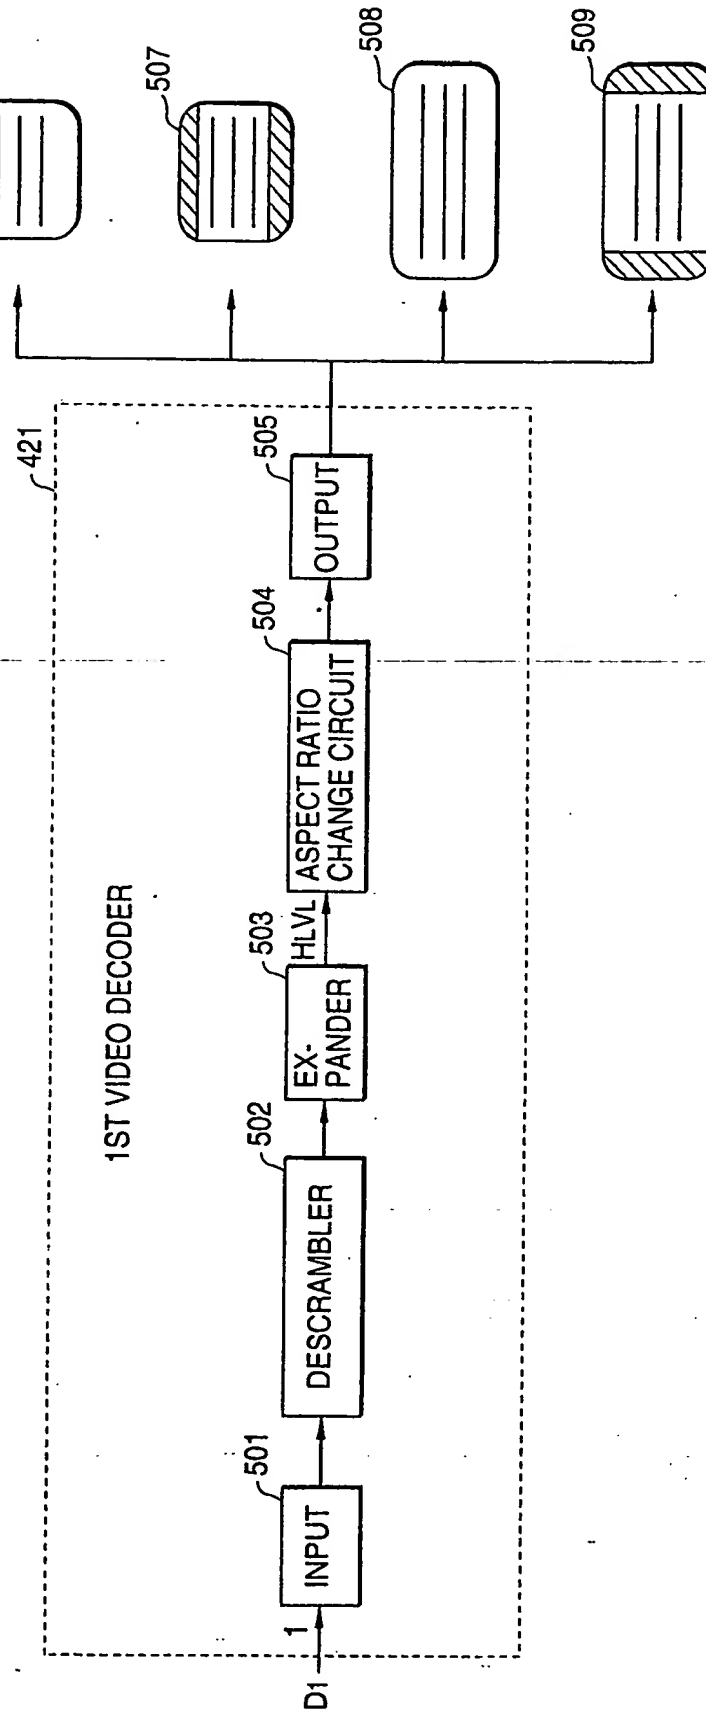 1ST VIDEO DECODER
421
D1
1
501
INPUT
502
DESCRAMBLER
503
EX-
PANDER
HLVL
504
ASPECT RATIO
CHANGE CIRCUIT
505
OUTPUT
507
508
509